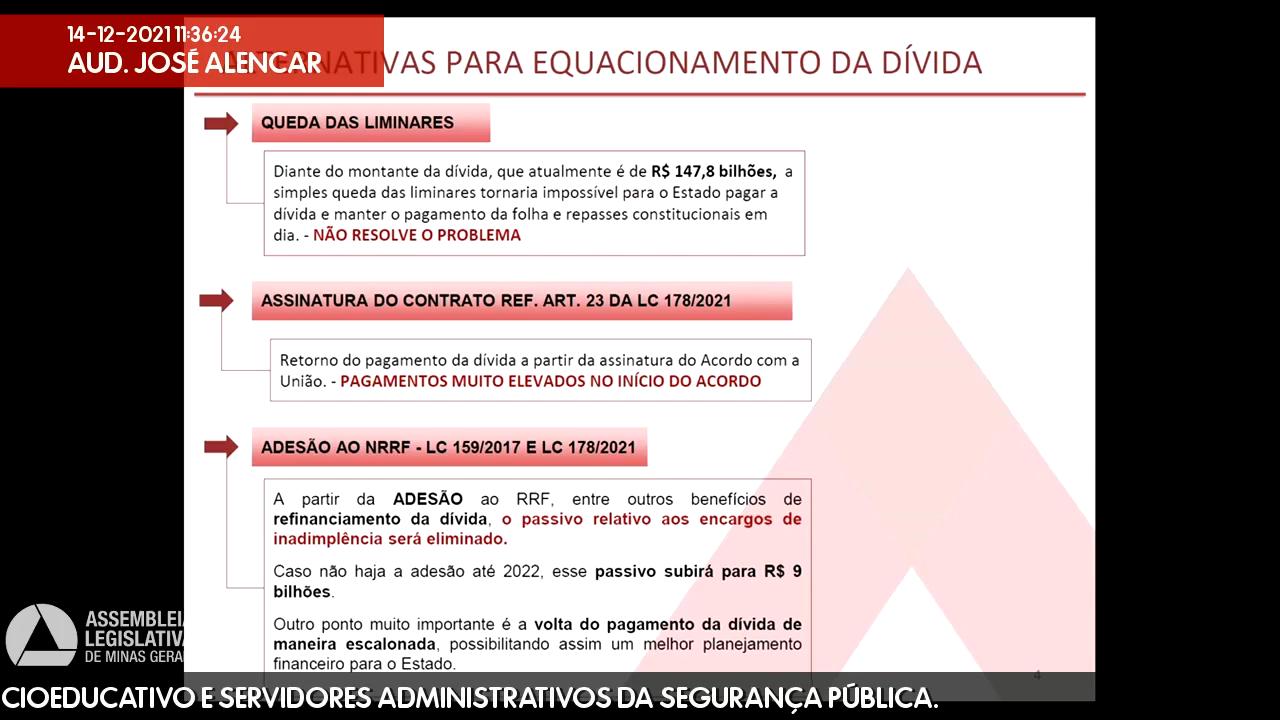 14-12-2021 11:36:24
AUD. JOSÉ ALENCAR
ALTERNATIVAS PARA EQUACIONAMENTO DA DÍVIDA
QUEDA DAS LIMINARES
Diante do montante da dívida, que atualmente é de R$ 147,8 bilhões, a
simples queda das liminares tornaria impossível para o Estado pagar a
dívida e manter o pagamento da folha e repasses constitucionais em
dia. - NÃO RESOLVE O PROBLEMA
ASSINATURA DO CONTRATO REF. ART. 23 DA LC 178/2021
Retorno do pagamento da dívida a partir da assinatura do Acordo com a
União. - PAGAMENTOS MUITO ELEVADOS NO INÍCIO DO ACORDO
ADESÃO AO NRRF - LC 159/2017 E LC 178/2021
A partir da ADESÃO ao RRF, entre outros benefícios de
refinanciamento da dívida, o passivo relativo aos encargos de
inadimplência será eliminado.
Caso não haja a adesão até 2022, esse passivo subirá para R$ 9
bilhões.
Outro ponto muito importante é a volta do pagamento da dívida de
maneira escalonada, possibilitando assim um melhor planejamento
financeiro para o Estado.
4
ASSEMBLEIA
LEGISLATIVA
DE MINAS GERAI
CIOEDUCATIVO E SERVIDORES ADMINISTRATIVOS DA SEGURANÇA PÚBLICA.